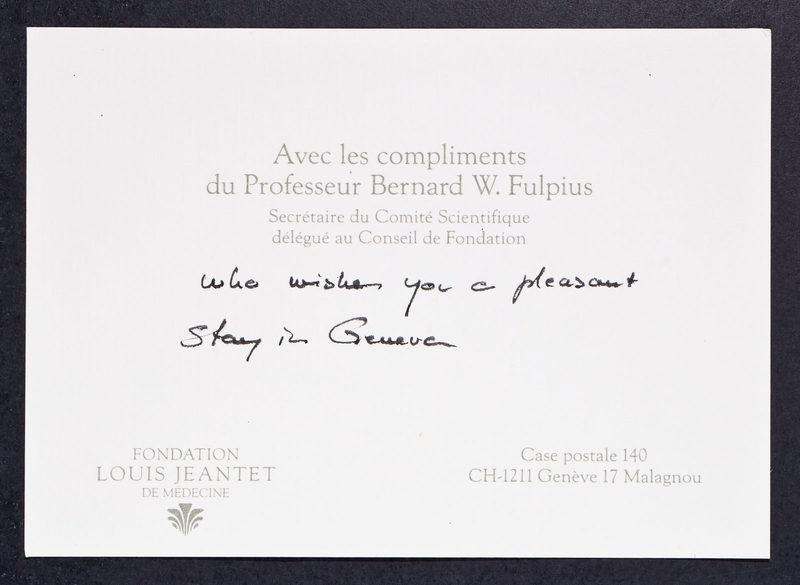 Avec les compliments
du Professeur Bernard W. Fulpius
Secrétaire du Comité Scientifique
délégué au Conseil de Fondation
who wishes you a pleasant
Stay in Geneva
FONDATION
LOUIS JEANTET
DE MÉDECINE
Case postale 140
CH-1211 Genève 17 Malagnou